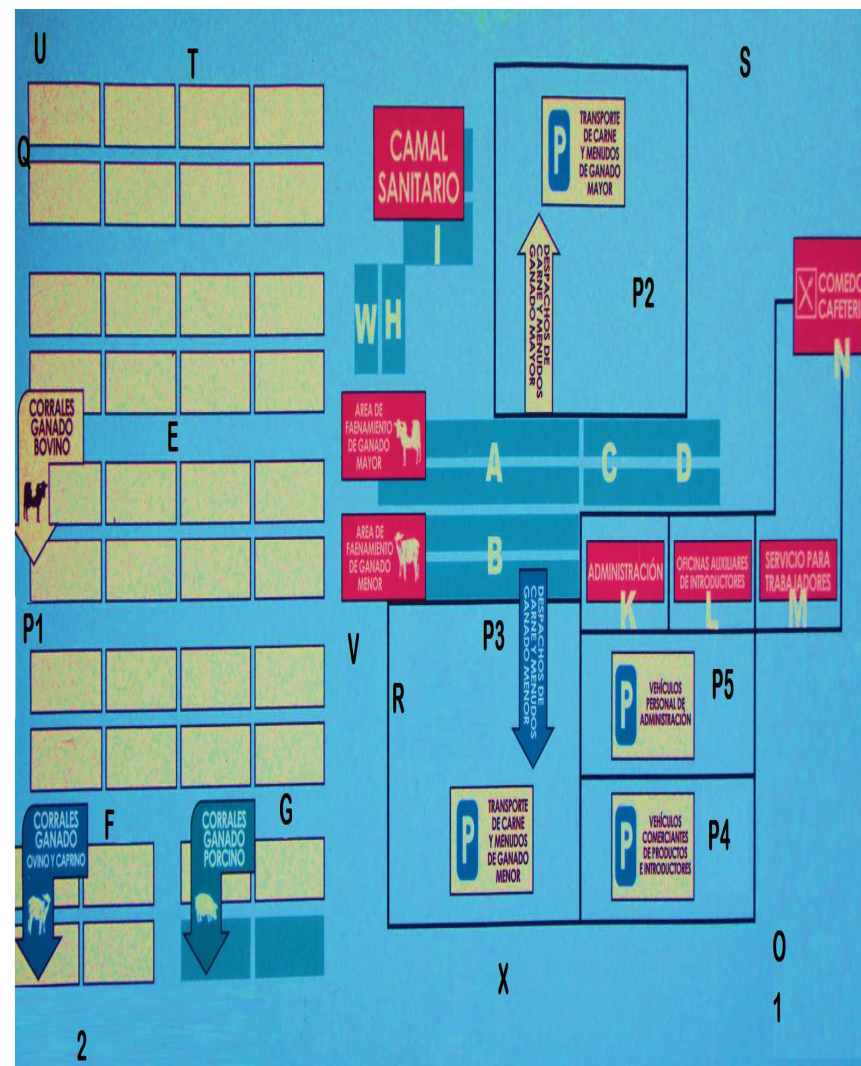 U
T
S
Q
CAMAL
SANITARIO
I
TRANSPORTE
DE CARNE
Y MENUDOS
DE GANADO
MAYOR
P
DESPACHOS DE
CARNE Y MENUDOS
GANADO MAYOR
P2
W
H
COMEDO
CAFETERI
N
CORRALES
GANADO
BOVINO
E
AREA DE
FAENAMIENTO
DE GANADO
MAYOR
A
C
D
AREA DE
FAENAMIENTO
DE GANADO
MENOR
B
ADMINISTRACIÓN
K
OFICINAS AUXILIARES
DE INTRODUCTORES
L
SERVICIO PARA
TRABAJADORES
M
P1
V
P3
DESPACHOS DE
CARNE Y MENUDOS
GANADO MENOR
R
P
VEHÍCULOS
PERSONAL DE
ADMINISTRACIÓN
P5
CORRALES
GANADO
OVINO Y CAPRINO
F
CORRALES
GANADO
PORCINO
G
P
TRANSPORTE
DE CARNE
Y MENUDOS
DE GANADO
MENOR
P
VEHÍCULOS
COMERCIANTES
DE PRODUCTOS
E INTRODUCTORES
P4
O
X
1
2